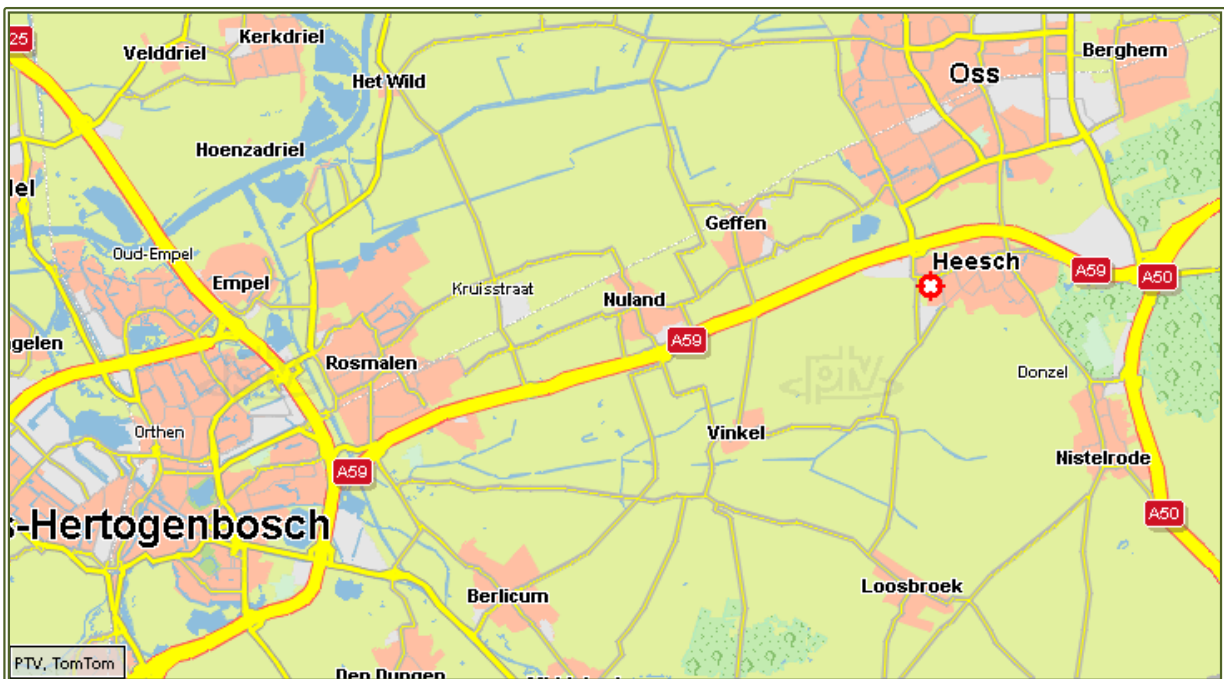 25
Velddriel
Kerkdriel
Het Wild
Berghem
Oss
Hoenzadriel
Geffen
Oud-Empel
Empel
Heesch
A59
A50
Kruisstraat
Nuland
A59
gelen
Rosmalen
Donzel
Orthen
Vinkel
A59
Nistelrode
s-Hertogenbosch
A50
Berlicum
Loosbroek
PTV, TomTom
ptv